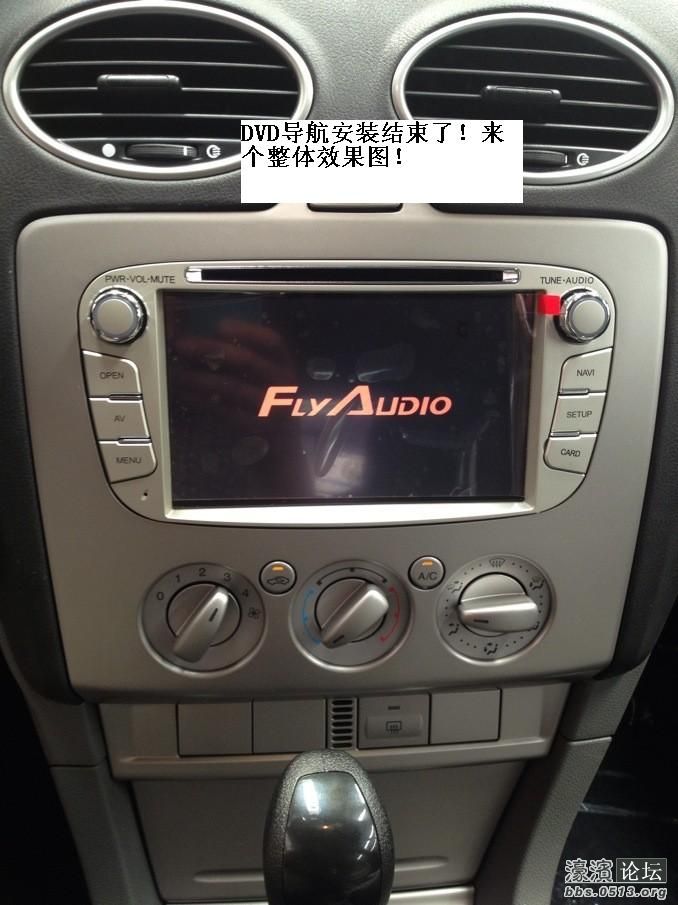 DVD导航安装结束了！来
个整体效果图！
PWR-VOL-MUTE
TUNE-AUDIO
OPEN
NAVI
AV
SETUP
MENU
CARD
FLYAUDIO
0 1 2 3 4
A/C
濠滨论坛
bbs.0513.org